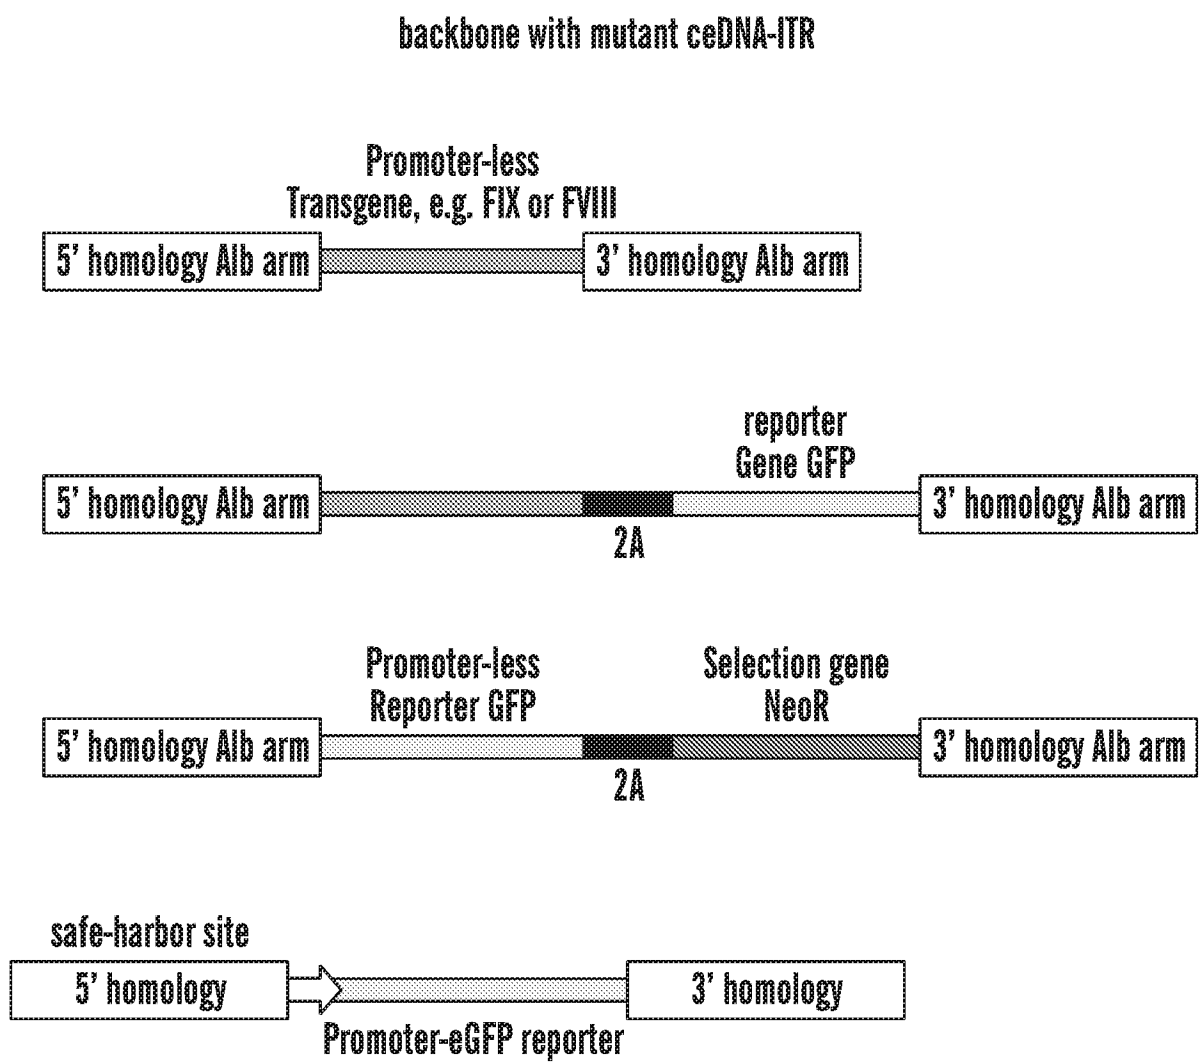 backbone with mutant ceDNA-ITR
Promoter-less
Transgene, e.g. FIX or FVIII
5' homology Alb arm
3' homology Alb arm
reporter
Gene GFP
5' homology Alb arm
3' homology Alb arm
2A
Promoter-less
Reporter GFP
Selection gene
NeoR
5' homology Alb arm
3' homology Alb arm
2A
safe-harbor site
5' homology
3' homology
Promoter-eGFP reporter